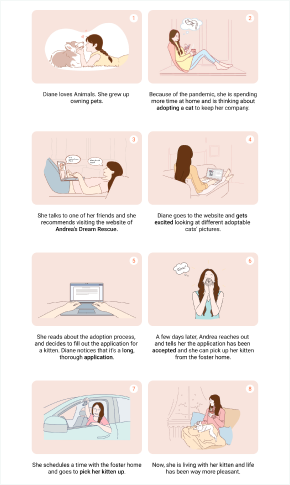 1
Diane loves Animals. She grew up
owning pets.
2
Because of the pandemic, she is spending
more time at home and is thinking about
adopting a cat to keep her company.
3
She talks to one of her friends and she
recommends visiting the website of
Andrea's Dream Rescue.
4
Diane goes to the website and gets
excited looking at different adoptable
cats' pictures.
5
She reads about the adoption process,
and decides to fill out the application
for a kitten. Diane notices that it's a long,
thorough application.
6
A few days later, Andrea reaches out
and tells her the application has been
accepted and she can pick up her kitten
from the foster home.
7
She schedules a time with the foster home
and goes to pick her kitten up.
8
Now, she is living with her kitten and life
has been way more pleasant.